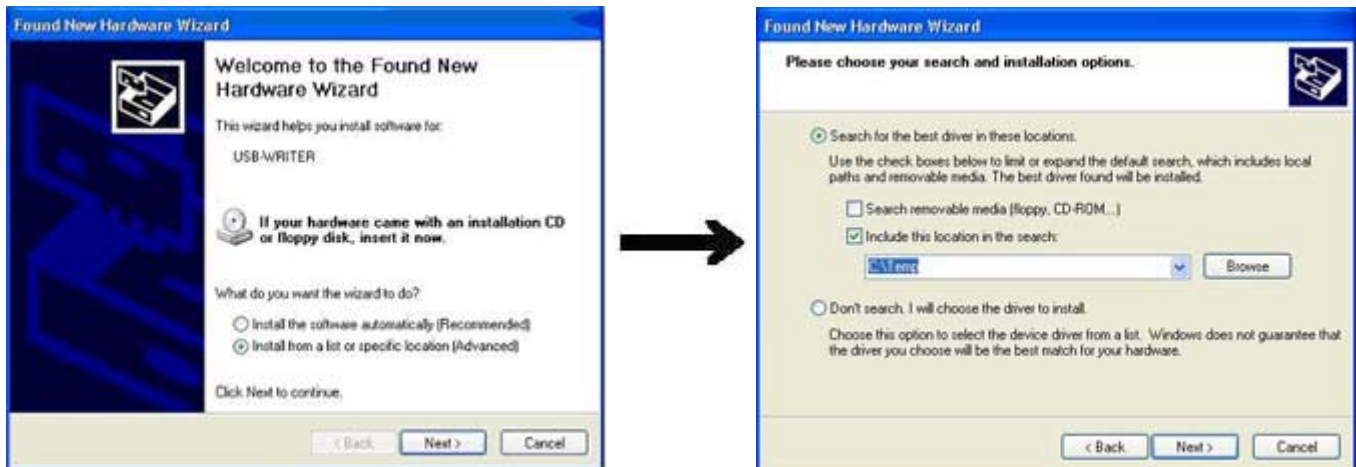 Found New Hardware Wizard
Welcome to the Found New
Hardware Wizard
This wizard helps you install software for:
USB-WRITER
If your hardware came with an installation CD
or floppy disk, insert it now.
What do you want the wizard to do?
Install the software automatically (Recommended)
Install from a list or specific location (Advanced)
Click Next to continue.
< Back
Next >
Cancel
Found New Hardware Wizard
Please choose your search and installation options.
Search for the best driver in these locations.
Use the check boxes below to limit or expand the default search, which includes local
paths and removable media. The best driver found will be installed.
Search removable media (floppy, CD-ROM...)
Include this location in the search:
C:\Temp
Browse
Don't search. I will choose the driver to install.
Choose this option to select the device driver from a list. Windows does not guarantee that
the driver you choose will be the best match for your hardware.
< Back
Next >
Cancel